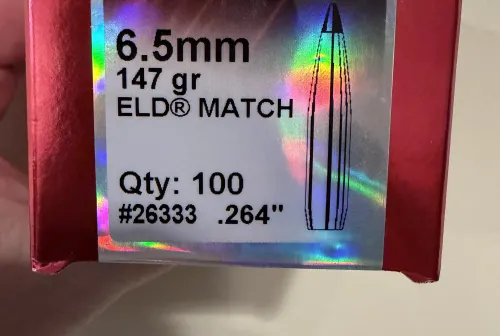 6.5mm
147 gr
ELD® MATCH
Qty: 100
#26333 .264"